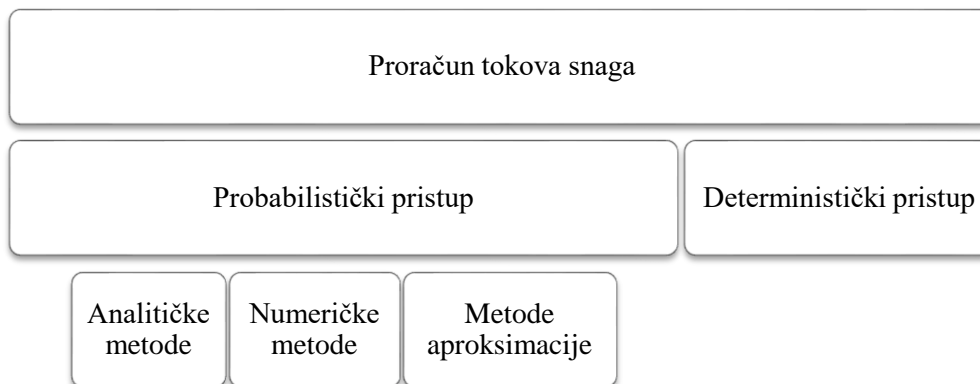 Proračun tokova snaga
Probabilistički pristup
Deterministički pristup
Analitičke
metode
Numeričke
metode
Metode
aproksimacije